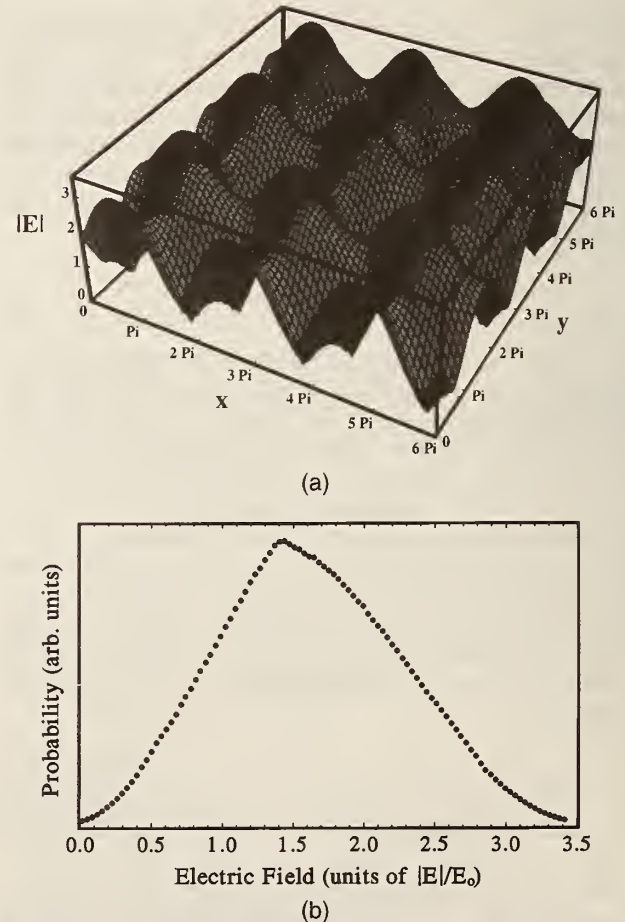 3
|E| 2
1
0
0
Pi
2 Pi
3 Pi
4 Pi
5 Pi
6 Pi
x
0
Pi
2 Pi
3 Pi
4 Pi
5 Pi
6 Pi
y
(a)
Probability (arb. units)
0.0 0.5 1.0 1.5 2.0 2.5 3.0 3.5
Electric Field (units of |E|/E₀)
(b)